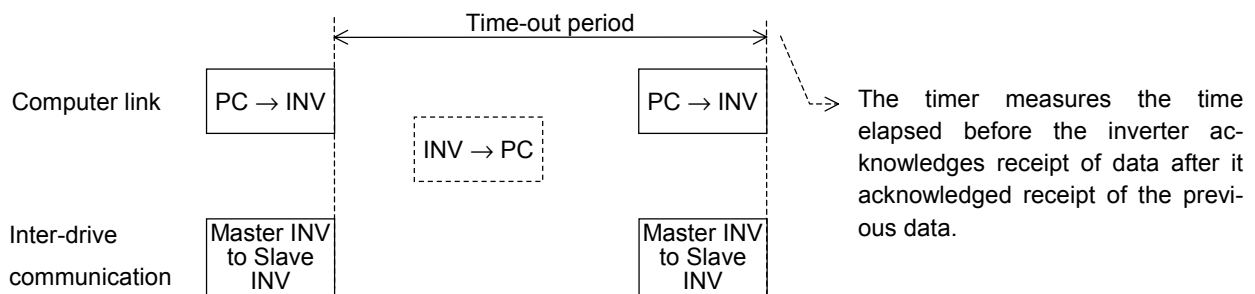 Time-out period
Computer link
PC → INV
PC → INV
INV → PC
The timer measures the time
elapsed before the inverter ac-
knowledges receipt of data after it
acknowledged receipt of the previ-
ous data.
Inter-drive
communication
Master INV
to Slave
INV
Master INV
to Slave
INV